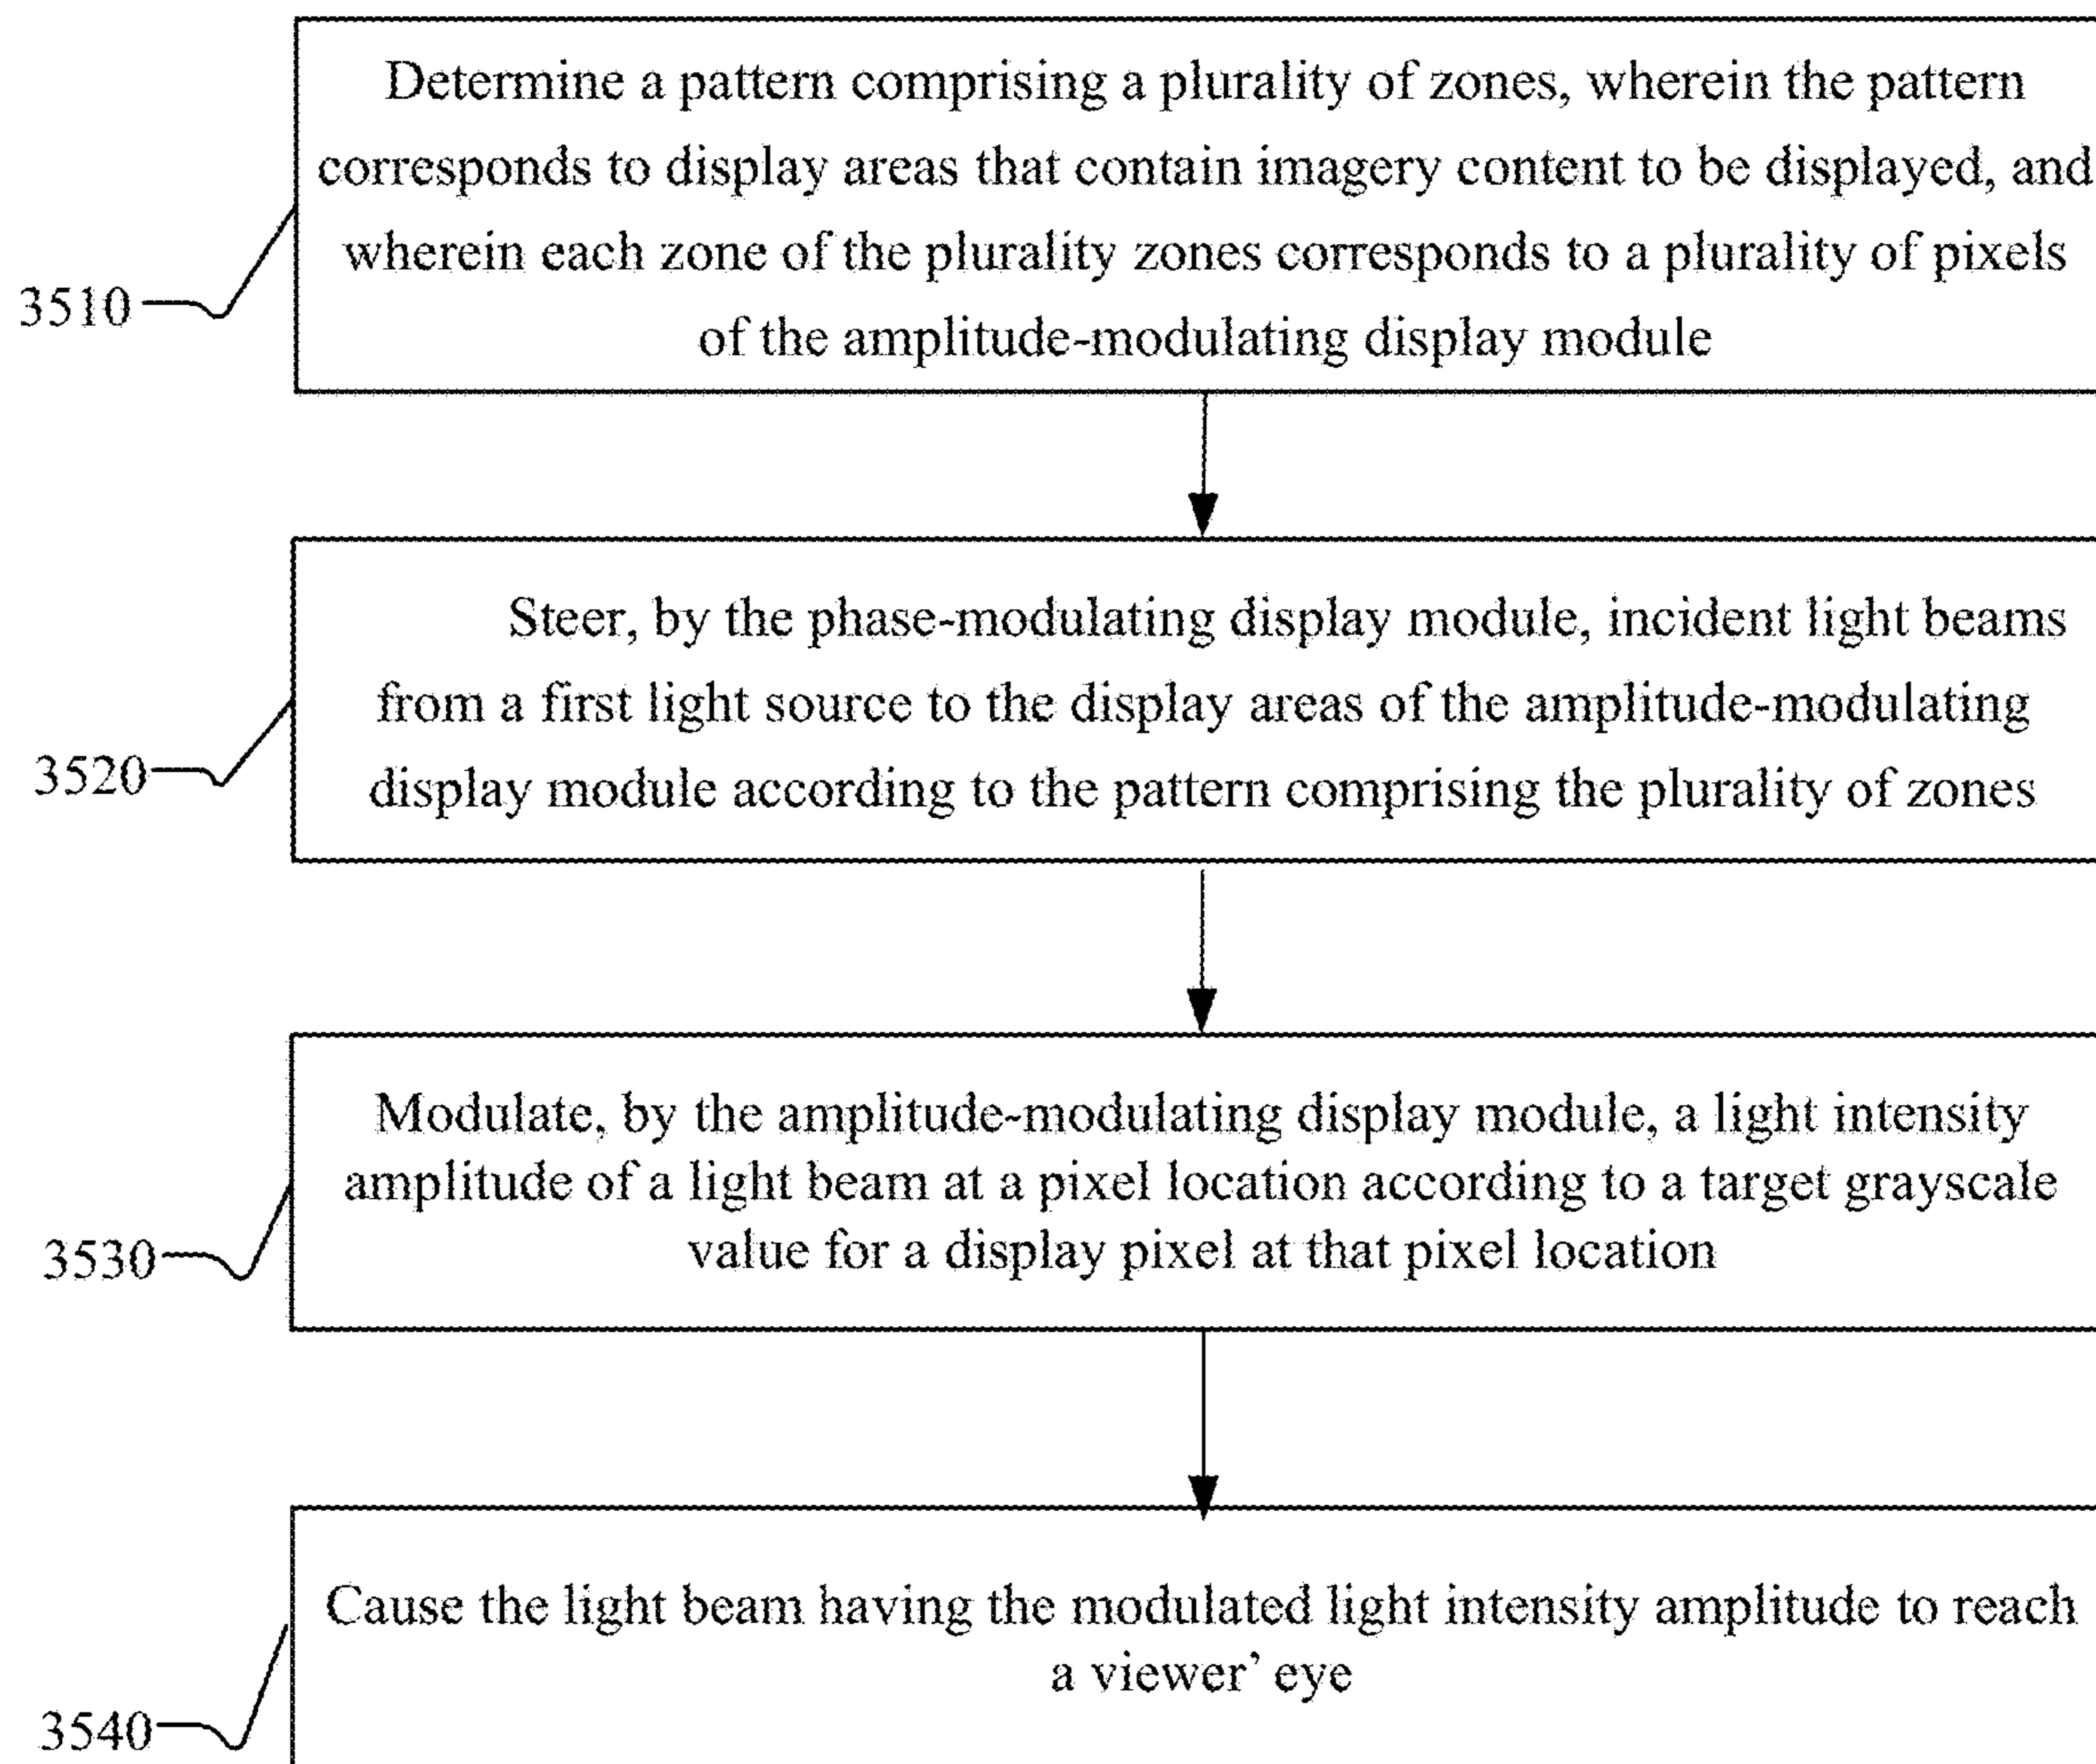 Determine a pattern comprising a plurality of zones, wherein the pattern
corresponds to display areas that contain imagery content to be displayed, and
wherein each zone of the plurality zones corresponds to a plurality of pixels
of the amplitude-modulating display module
3510
Steer, by the phase-modulating display module, incident light beams
from a first light source to the display areas of the amplitude-modulating
display module according to the pattern comprising the plurality of zones
3520
Modulate, by the amplitude-modulating display module, a light intensity
amplitude of a light beam at a pixel location according to a target grayscale
value for a display pixel at that pixel location
3530
Cause the light beam having the modulated light intensity amplitude to reach
a viewer’ eye
3540